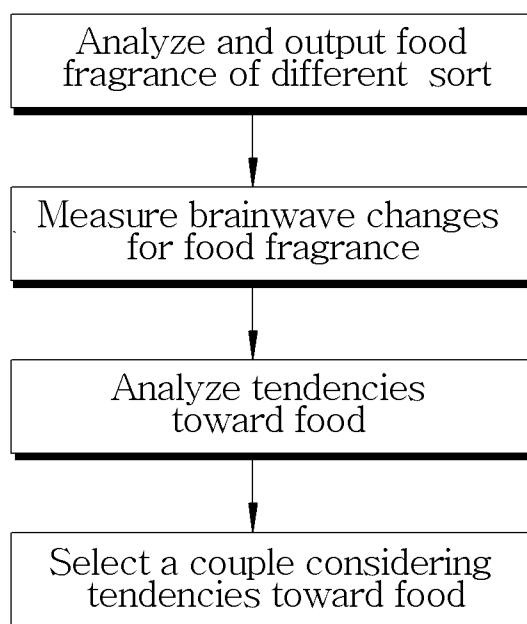 Analyze and output food
fragrance of different sort
Measure brainwave changes
for food fragrance
Analyze tendencies
toward food
Select a couple considering
tendencies toward food